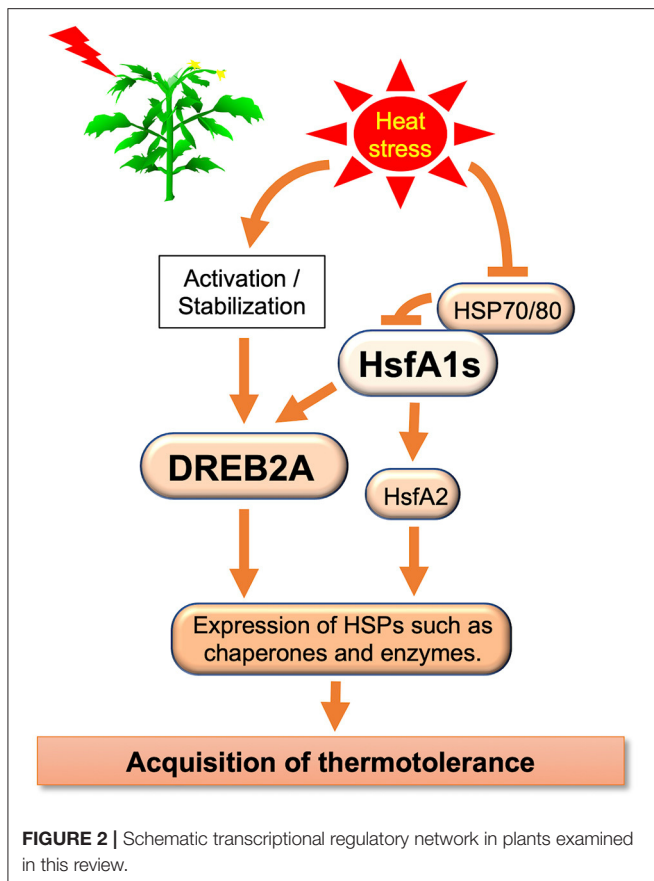 Heat
stress
Activation /
Stabilization
HSP70/80
HsfA1s
DREB2A
HsfA2
Expression of HSPs such as
chaperones and enzymes.
Acquisition of thermotolerance
FIGURE 2 | Schematic transcriptional regulatory network in plants examined
in this review.